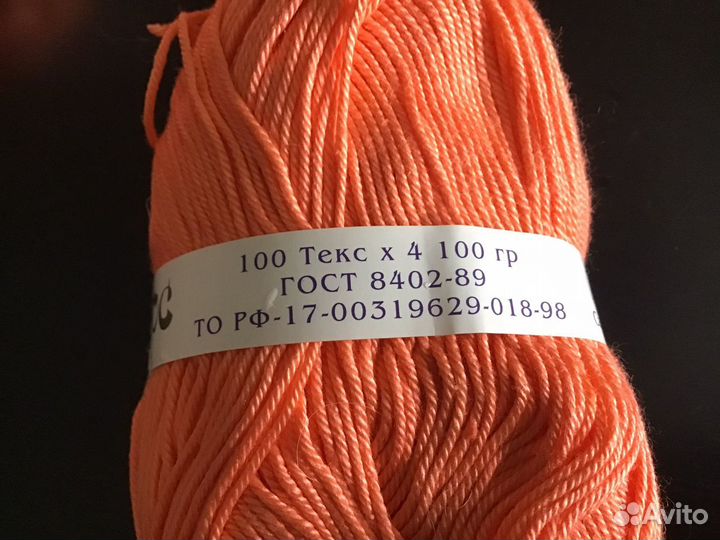 100 Текс х 4 100 гр
ГОСТ 8402-89
ТО РФ-17-00319629-018-98
Avito